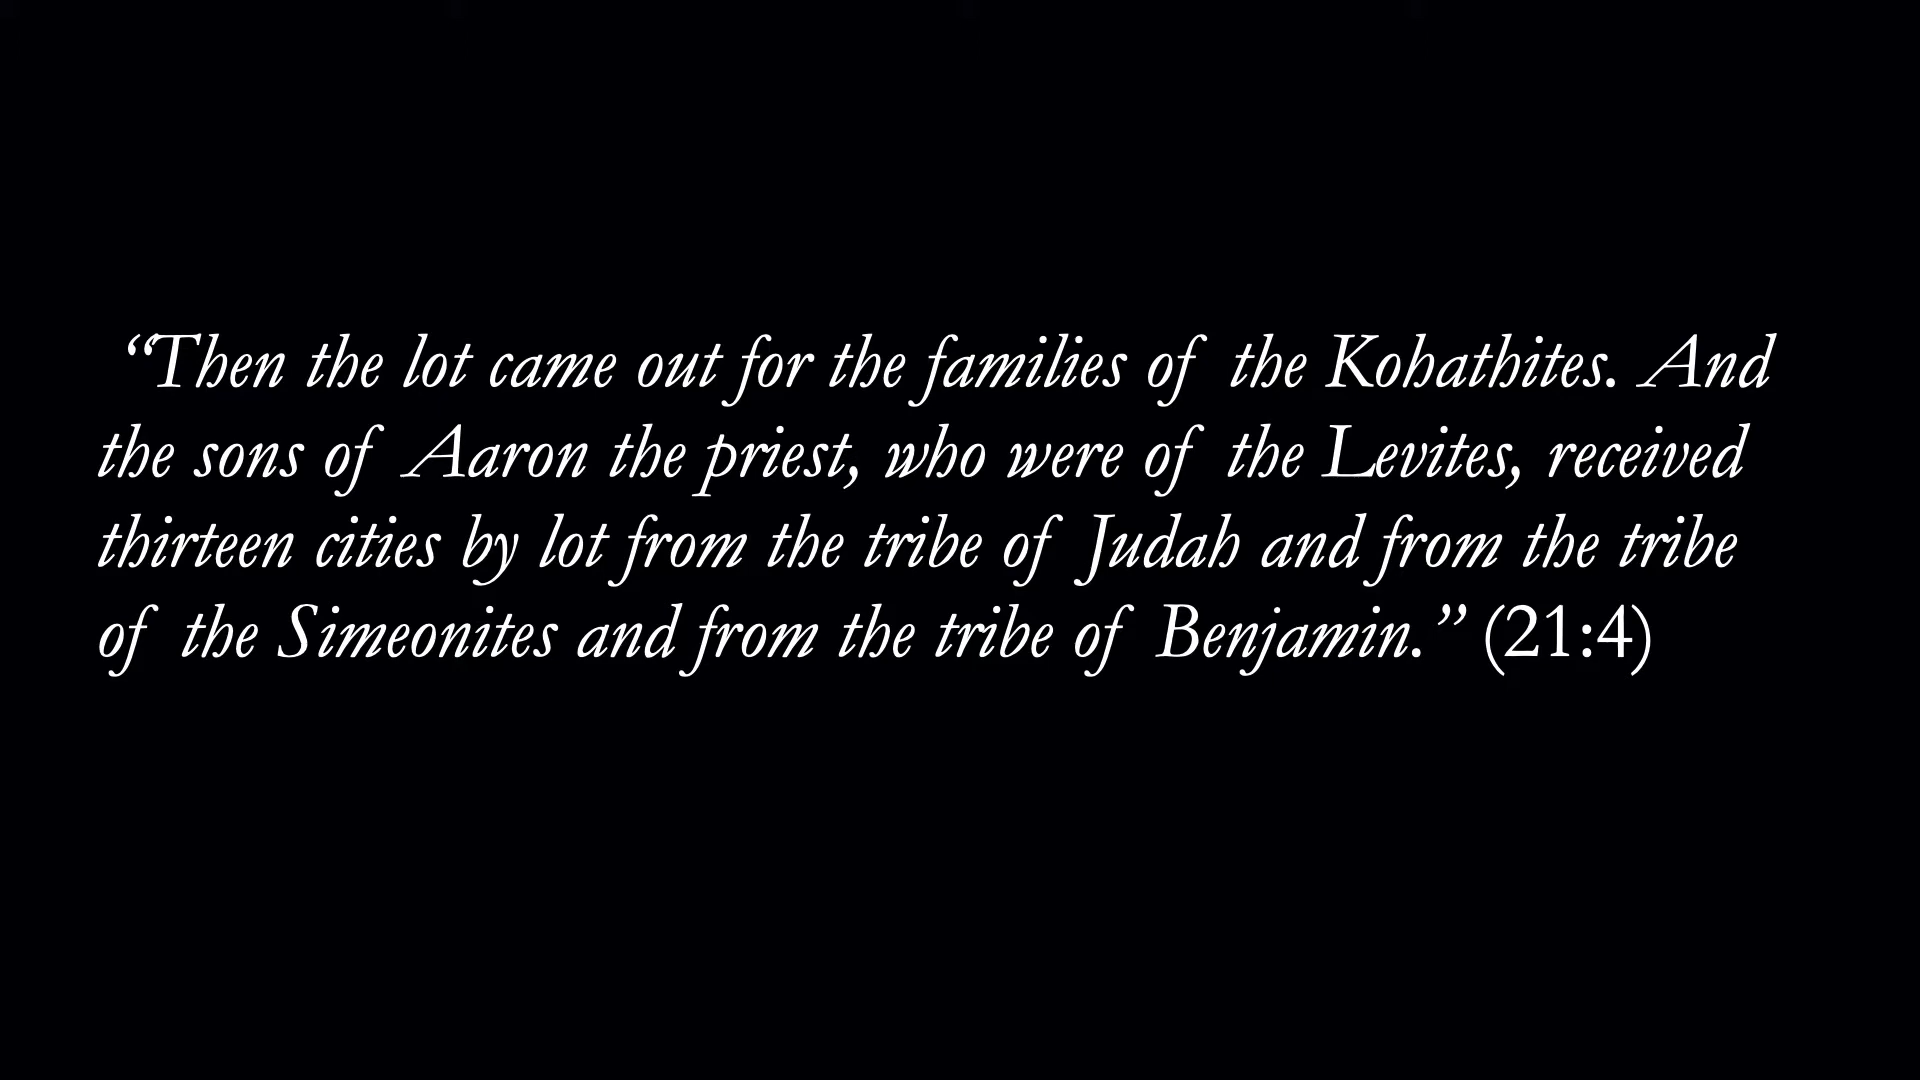 “Then the lot came out for the families of the Kohathites. And
the sons of Aaron the priest, who were of the Levites, received
thirteen cities by lot from the tribe of Judah and from the tribe
of the Simeonites and from the tribe of Benjamin.” (21:4)